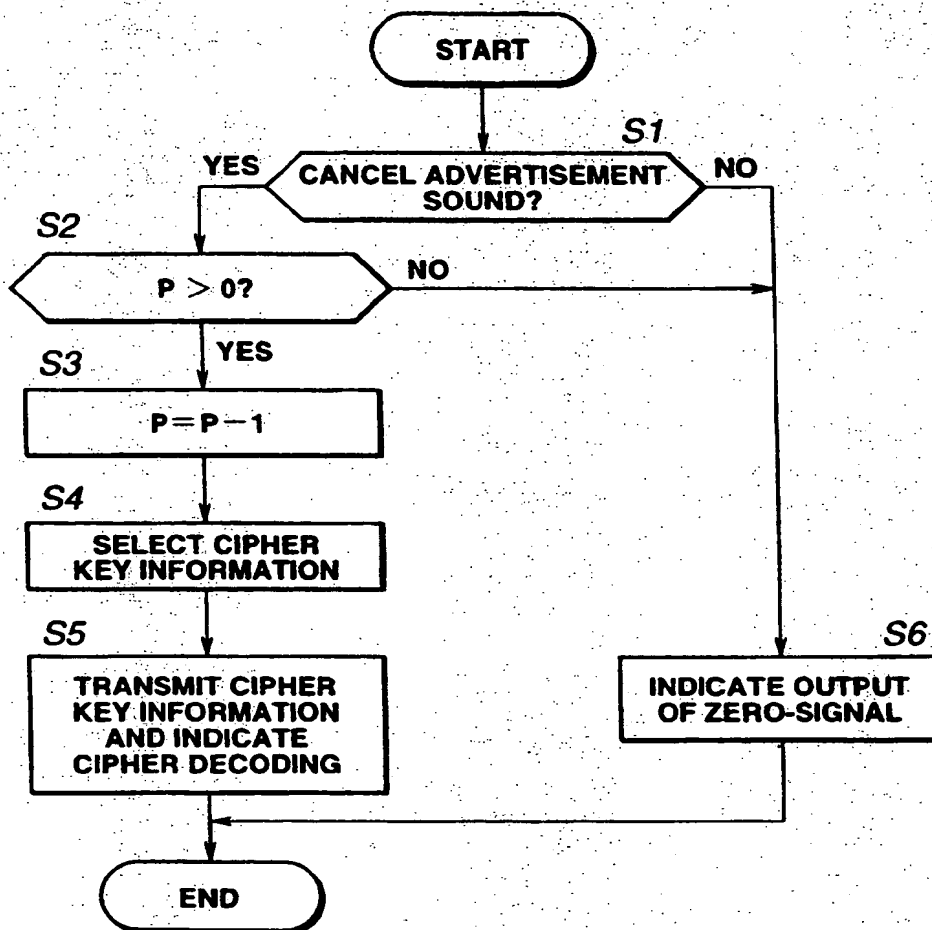 START
S1
YES
CANCEL ADVERTISEMENT
SOUND?
NO
S2
P > 0?
NO
YES
S3
P=P−1
S4
SELECT CIPHER
KEY INFORMATION
S5
TRANSMIT CIPHER
KEY INFORMATION
AND INDICATE
CIPHER DECODING
S6
INDICATE OUTPUT
OF ZERO-SIGNAL
END